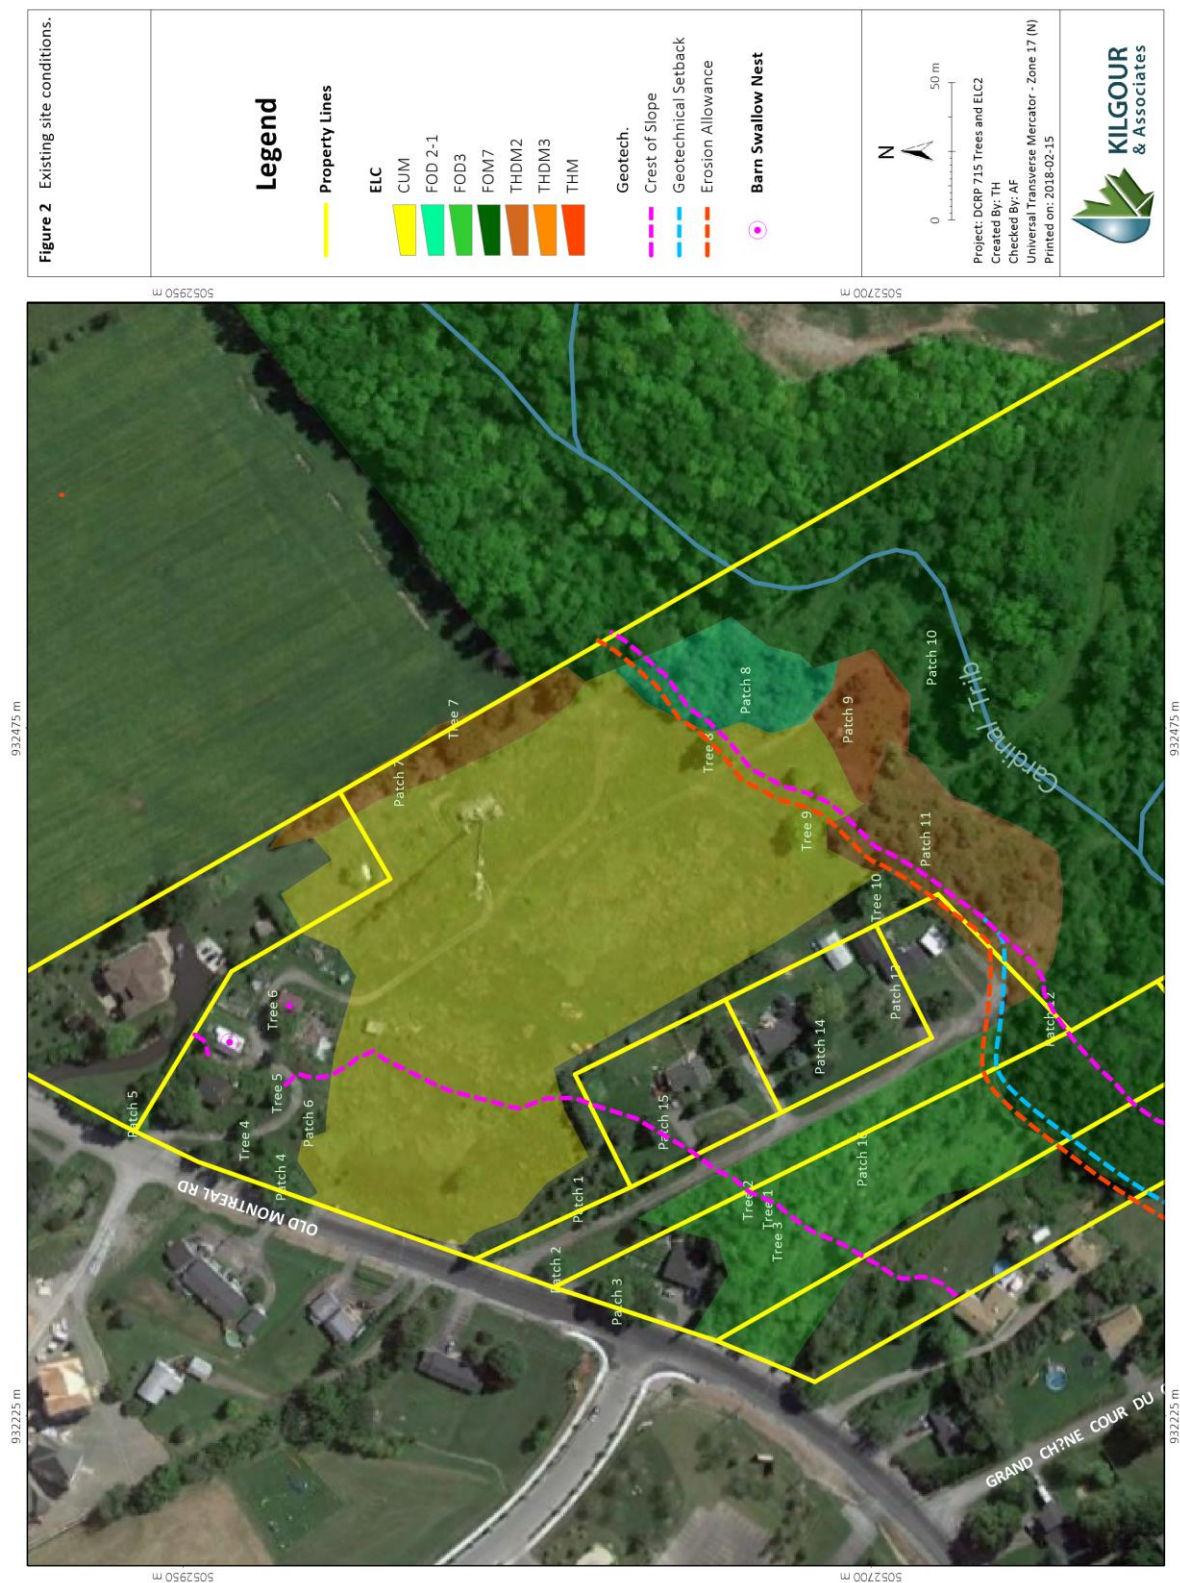 Figure 2 Existing site conditions.
Legend
Property Lines
ELC
CUM
FOD 2-1
FOD3
FOM7
THDM2
THDM3
THM
Geotech.
Crest of Slope
Geotechnical Setback
Erosion Allowance
Barn Swallow Nest
N
0
50 m
Project: DCRP 715 Trees and ELC2
Created By: TH
Checked By: AF
Universal Transverse Mercator - Zone 17 (N)
Printed on: 2018-02-15
KILGOUR
& Associates
5052950 m
5052700 m
932225 m
932475 m
Patch 5
Tree 4
Patch 4
Tree 5
Patch 6
Tree 6
Patch 7
Tree 7
OLD MONTREAL RD
Patch 2
Patch 1
Patch 3
Patch 15
Tree 8
Patch 8
Tree 2
Tree 1
Tree 3
Patch 14
Tree 9
Patch 9
Patch 16
Patch 13
Tree 10
Patch 11
Patch 10
Cardinal Trib
Patch 12
GRAND CH?NE COUR DU
5052950 m
5052700 m
932225 m
932475 m